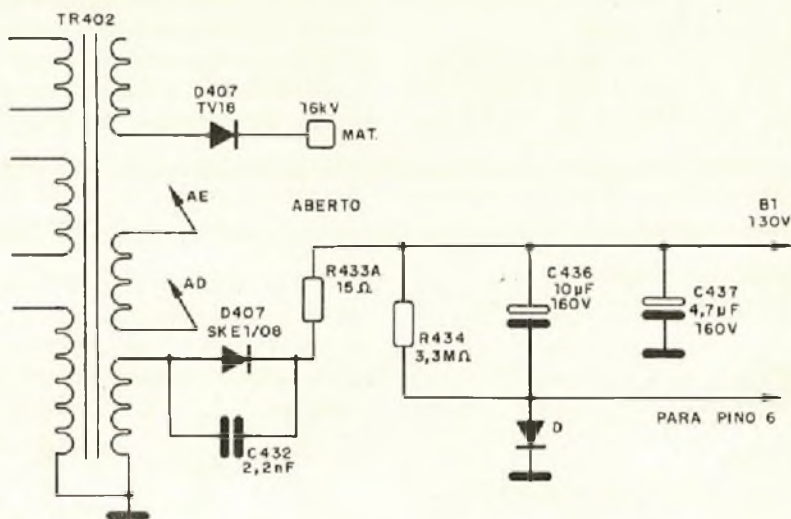 TR402
D407
TV18
16kV
MAT.
AE
ABERTO
B1
130V
AD
R433A
15Ω
C436
10µF
160V
C437
4,7µF
160V
D407
SKE1/08
R434
3,3MΩ
D
PARA PINO 6
C432
2,2nF